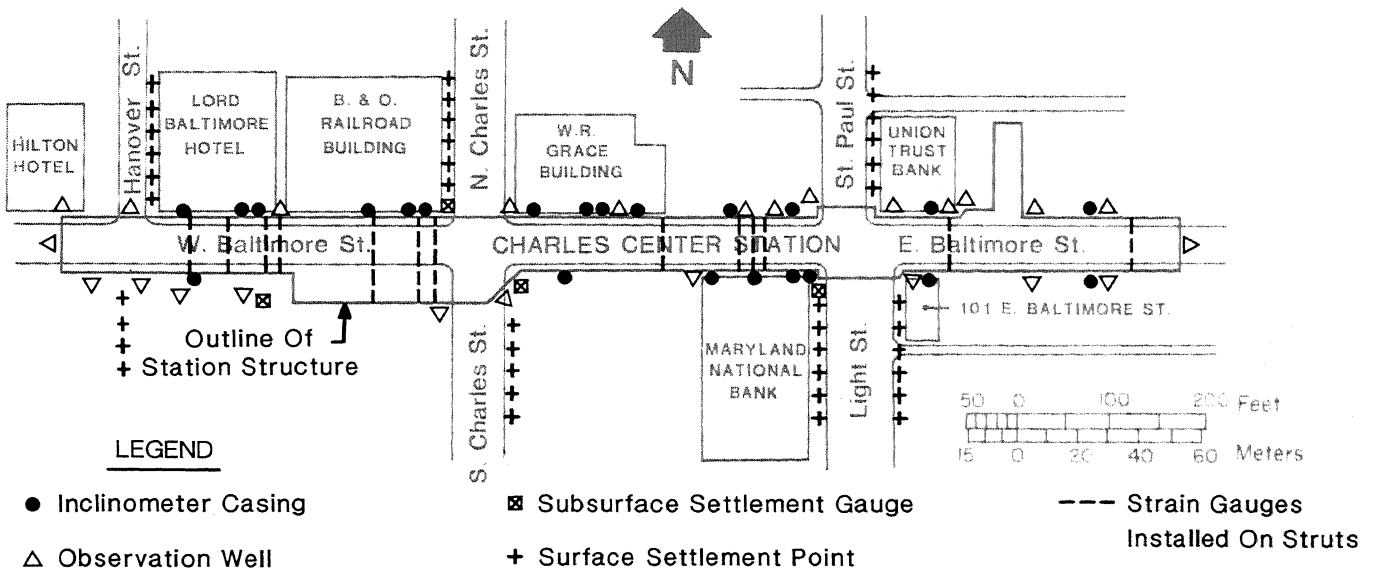 N
Hanover St.
N. Charles St.
St. Paul St.
HILTON
HOTEL
LORD
BALTIMORE
HOTEL
B. & O.
RAILROAD
BUILDING
W.R.
GRACE
BUILDING
UNION
TRUST
BANK
W. Baltimore St.
CHARLES CENTER STATION
E. Baltimore St.
Outline Of
Station Structure
S. Charles St.
MARYLAND
NATIONAL
BANK
Light St.
101 E. BALTIMORE ST.
50 0 100 200 Feet
15 0 20 40 60 Meters
LEGEND
Inclinometer Casing
Observation Well
Subsurface Settlement Gauge
Surface Settlement Point
Strain Gauges
Installed On Struts